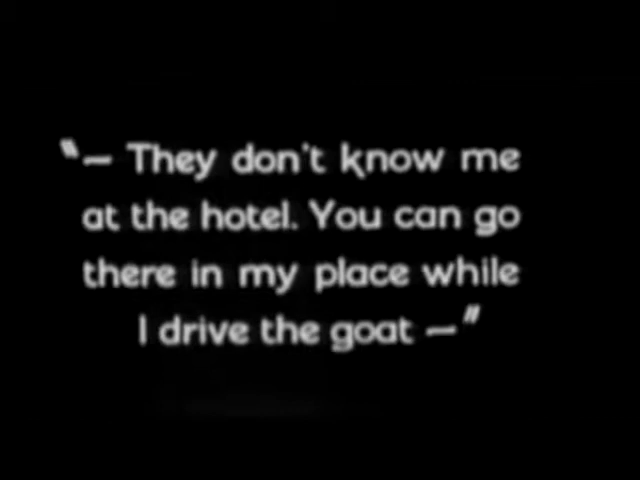 "— They don't know me
at the hotel. You can go
there in my place while
I drive the goat —"